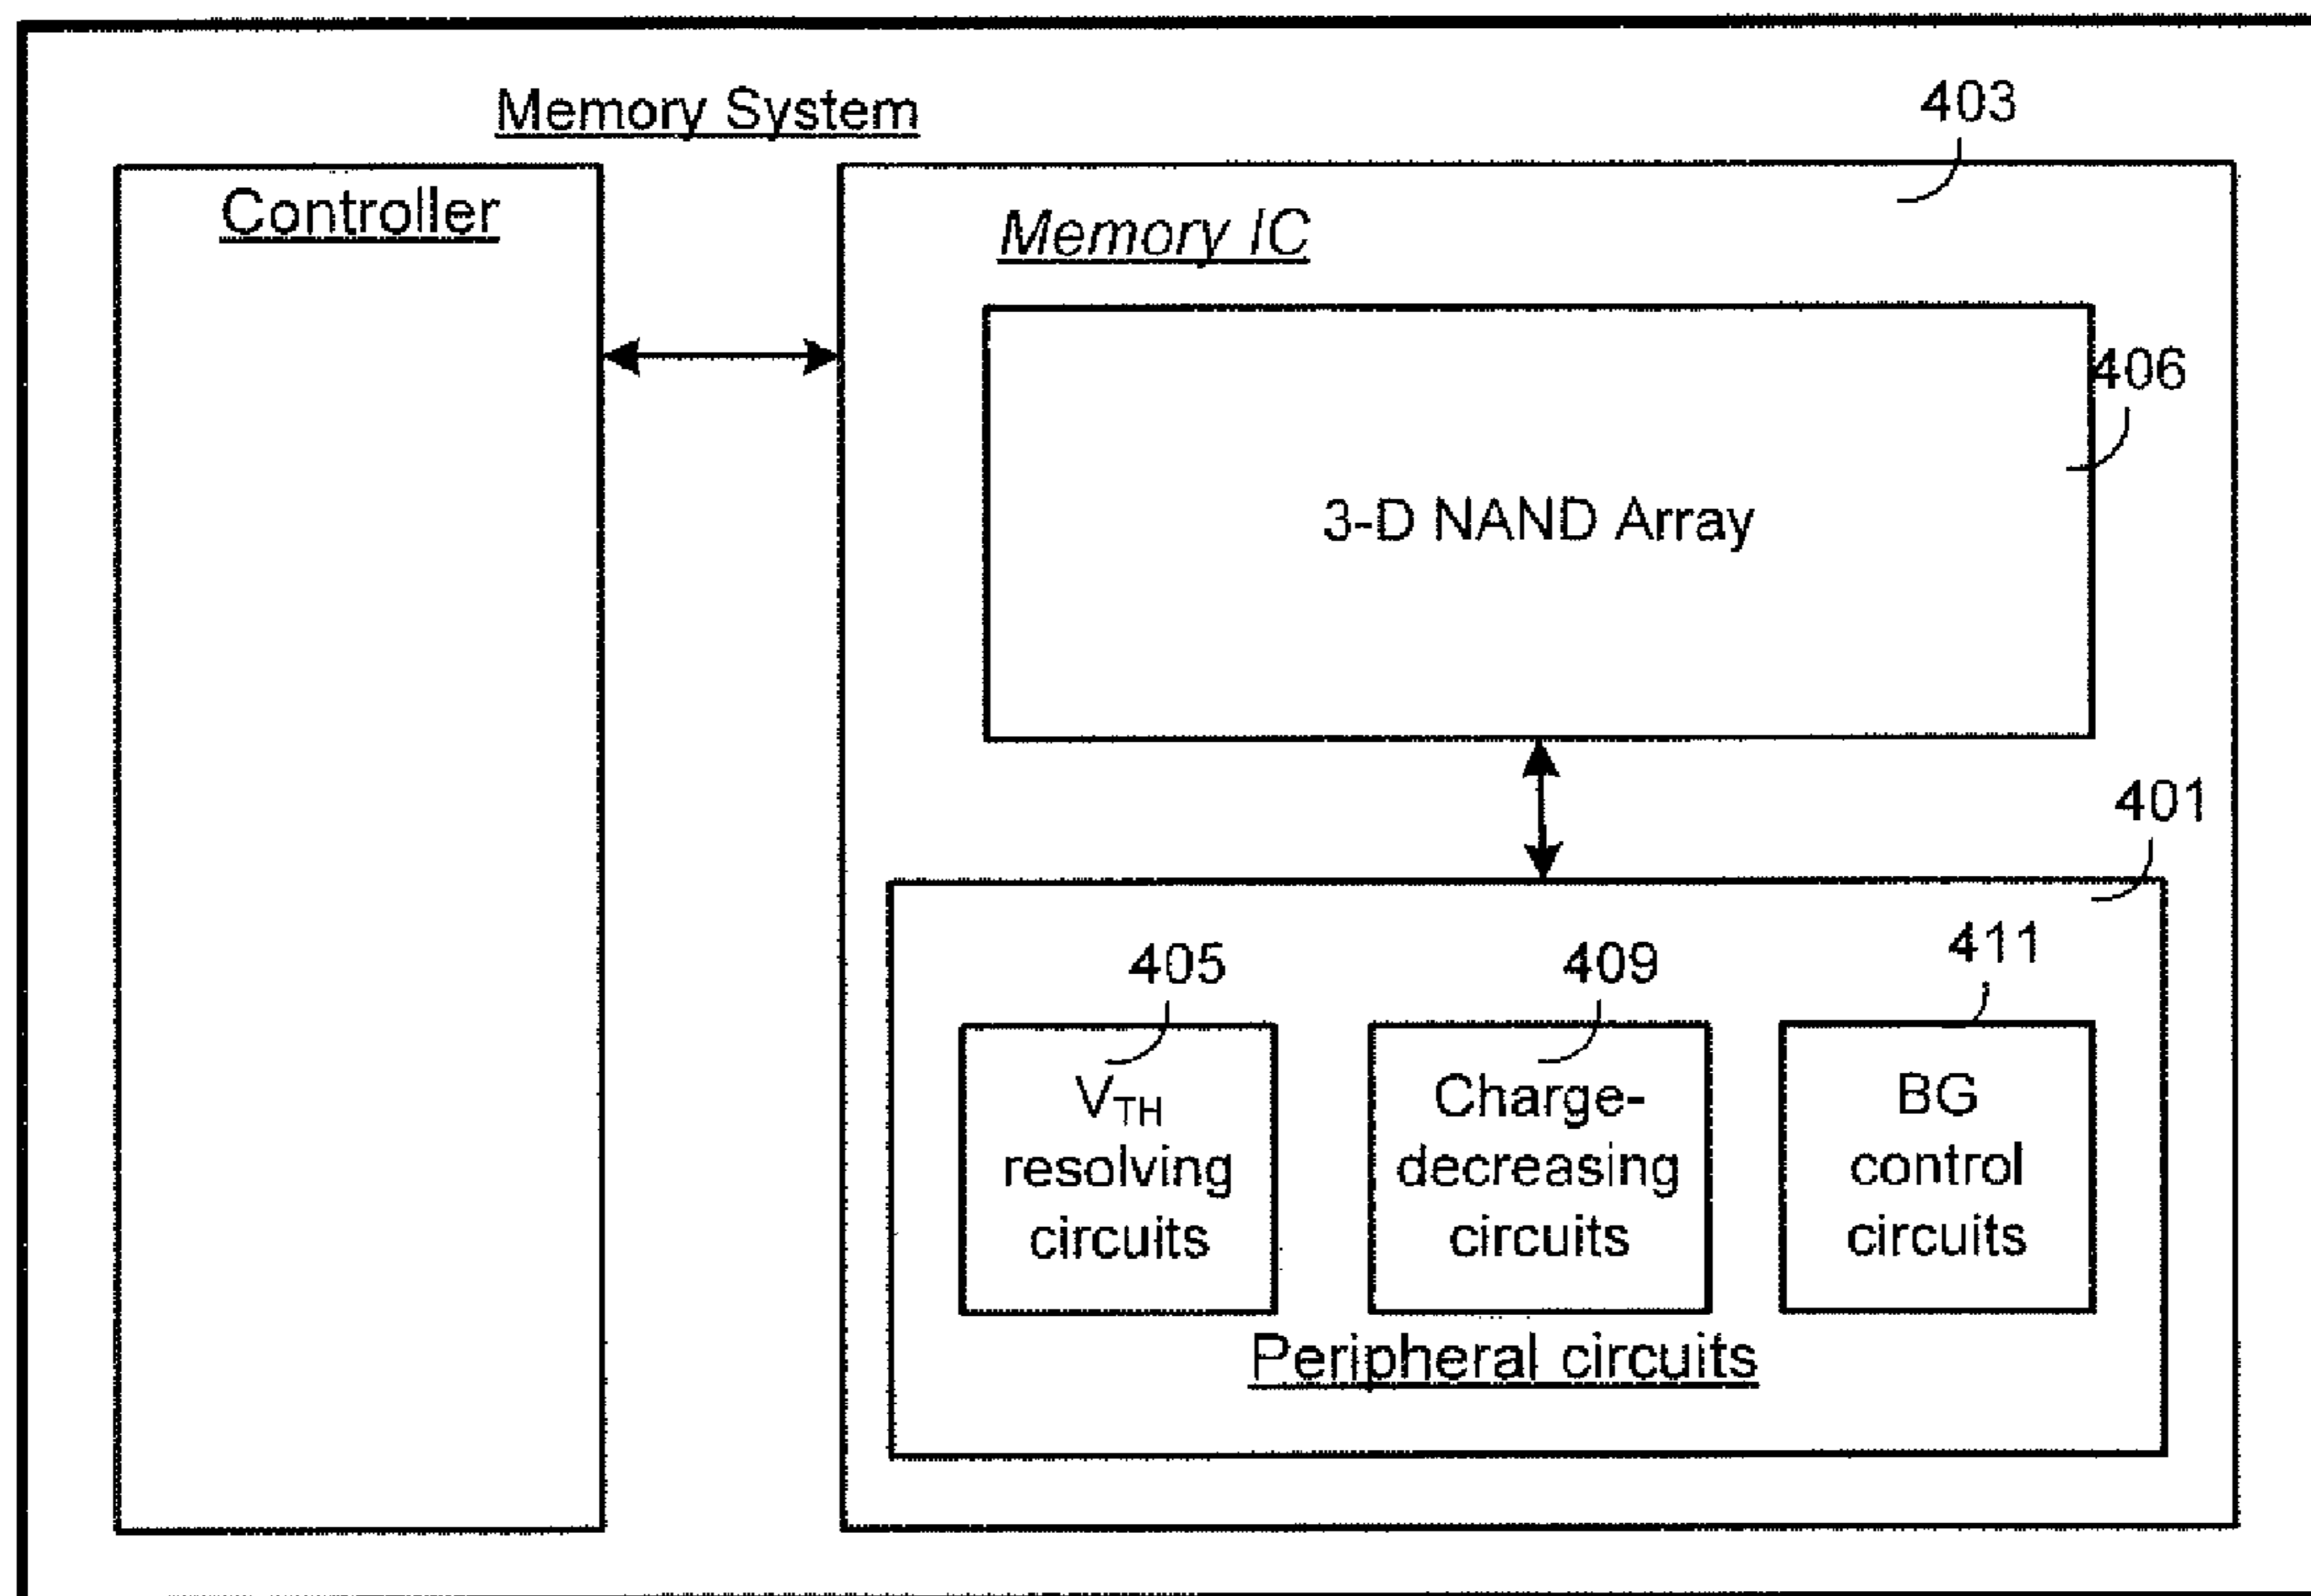 Memory System
403
Controller
Memory IC
406
3-D NAND Array
401
405
409
411
VTH
resolving
circuits
Charge-
decreasing
circuits
BG
control
circuits
Peripheral circuits